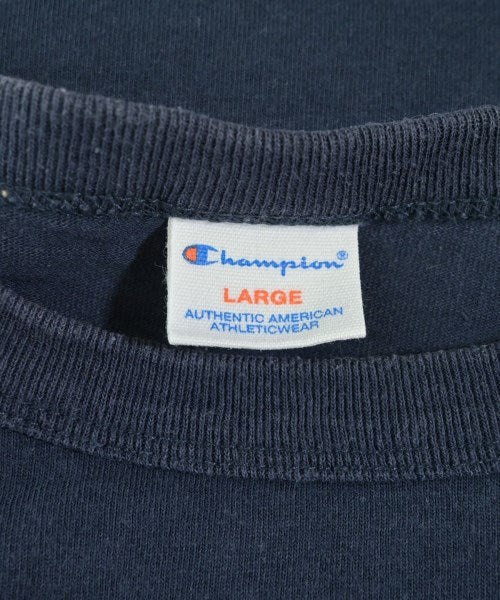 Champion®
LARGE
AUTHENTIC AMERICAN
ATHLETICWEAR